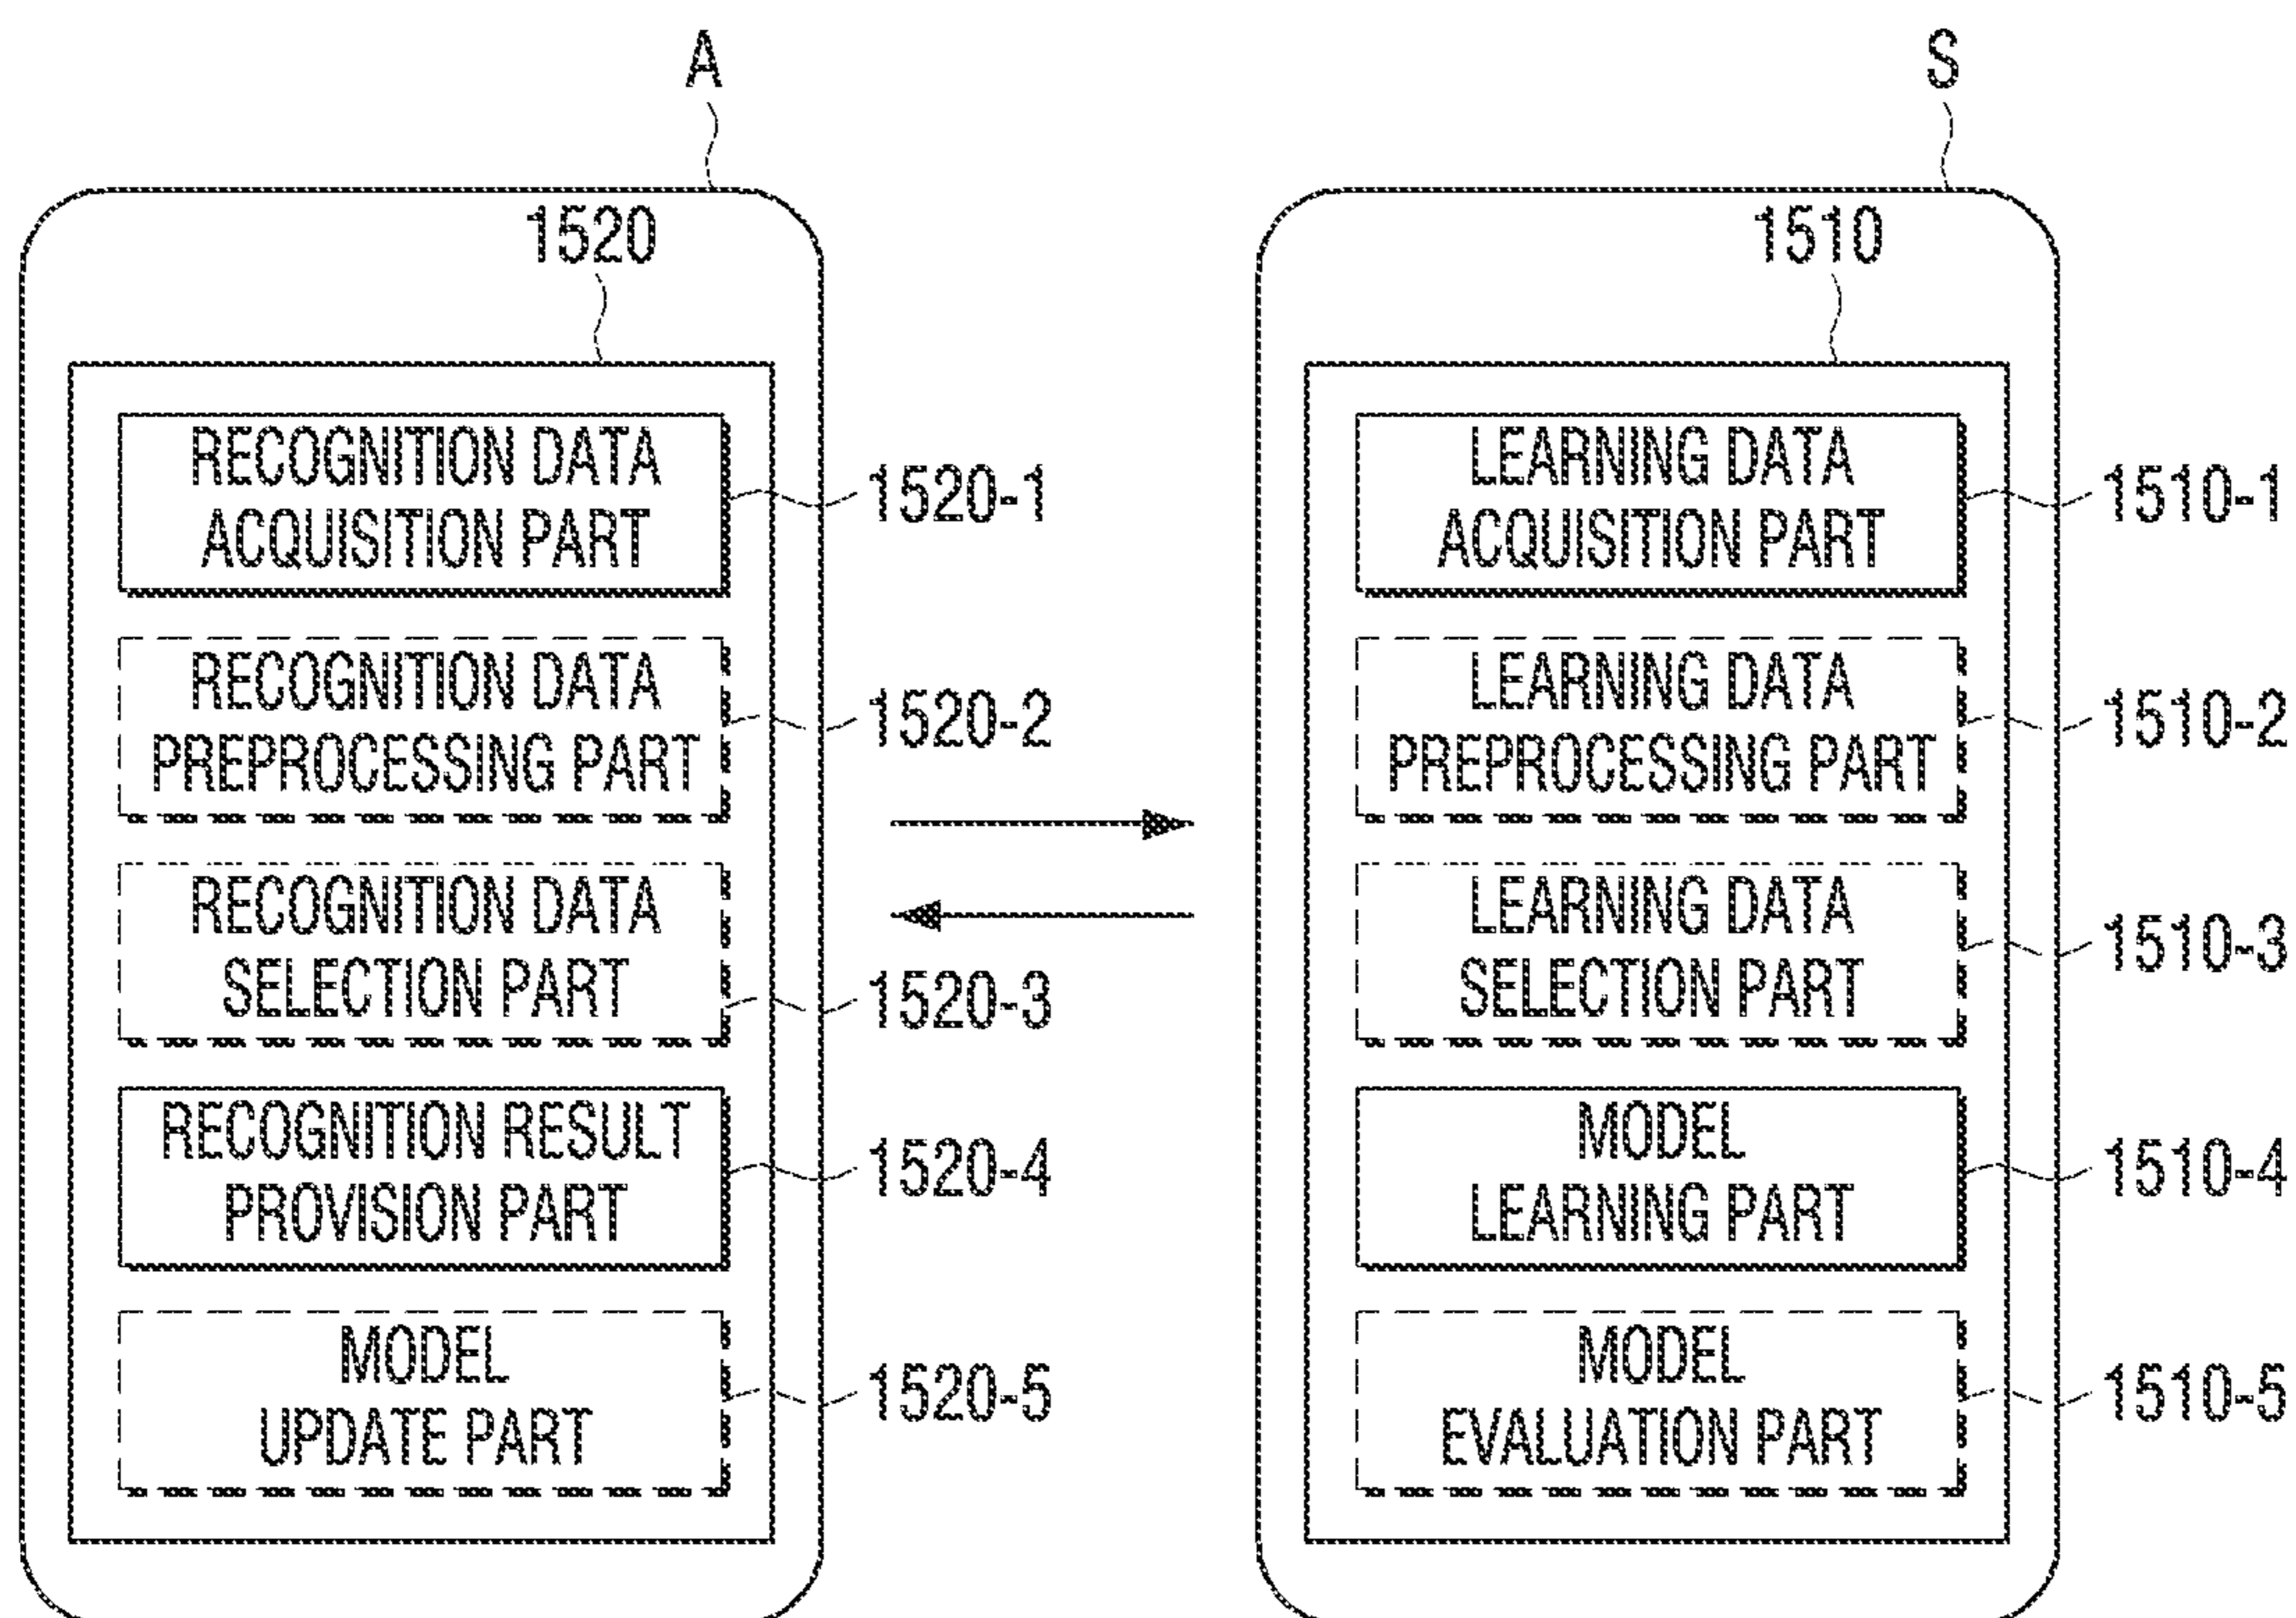 A
1520
RECOGNITION DATA
ACQUISITION PART
1520-1
RECOGNITION DATA
PREPROCESSING PART
1520-2
RECOGNITION DATA
SELECTION PART
1520-3
RECOGNITION RESULT
PROVISION PART
1520-4
MODEL
UPDATE PART
1520-5
S
1510
LEARNING DATA
ACQUISITION PART
1510-1
LEARNING DATA
PREPROCESSING PART
1510-2
LEARNING DATA
SELECTION PART
1510-3
MODEL
LEARNING PART
1510-4
MODEL
EVALUATION PART
1510-5